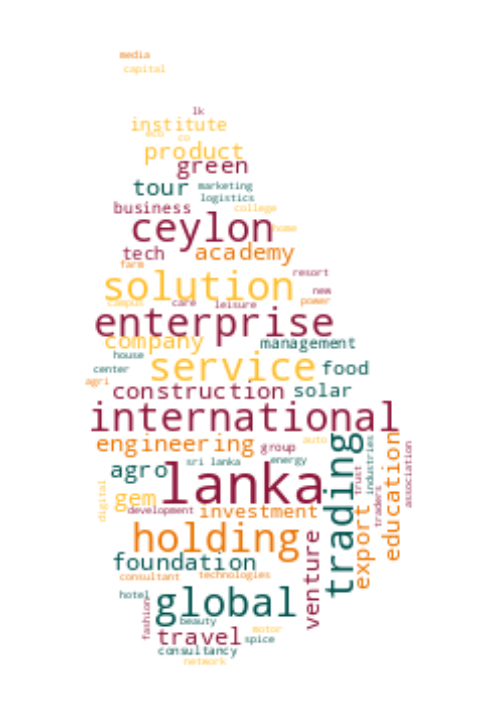 media
capital
lk
institute
eco
co
product
green
tour
marketing
logistics
business
college
ceylon
home
tech
academy
farm
resort
solution
new
campus
care
leisure
power
enterprise
company
management
house
service
center
food
agri
construction
solar
international
engineering
group
auto
trading
industries
education
association
sri lanka
energy
agro
lanka
trust
traders
digital
gem
development
investment
export
holding
venture
foundation
consultant
technologies
hotel
global
fashion
beauty
travel
motor
spice
consultancy
network